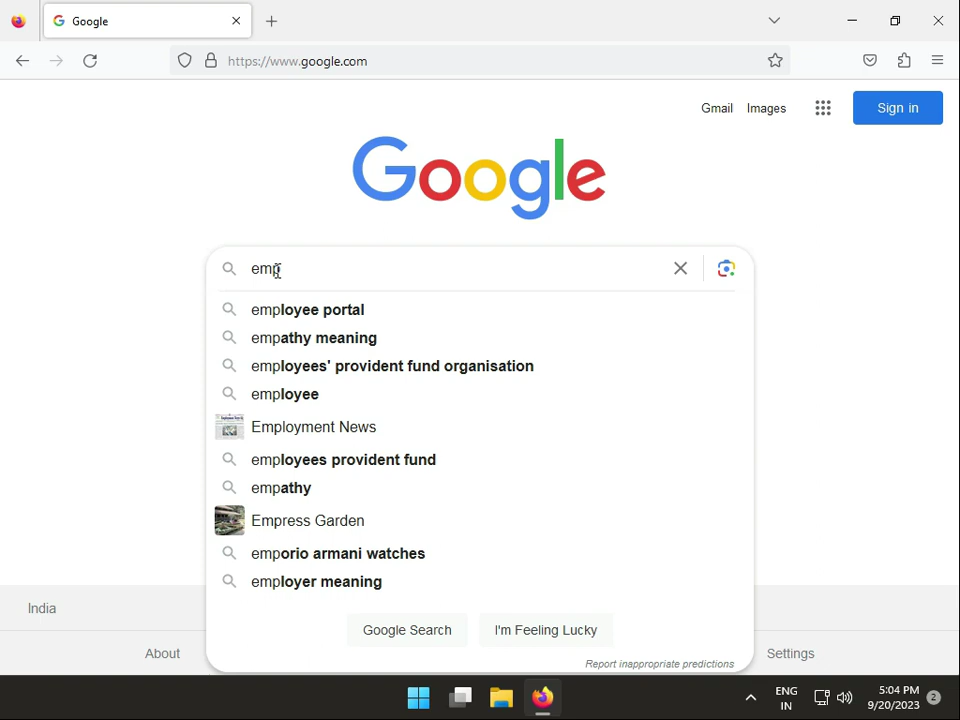 Google
https://www.google.com
Gmail Images Sign in
Google
emp
employee portal
empathy meaning
employees' provident fund organisation
employee
Employment News
employees provident fund
empathy
Empress Garden
emporio armani watches
employer meaning
India
Google Search I'm Feeling Lucky
About Settings
Report inappropriate predictions
ENG
IN
5:04 PM
9/20/2023
2